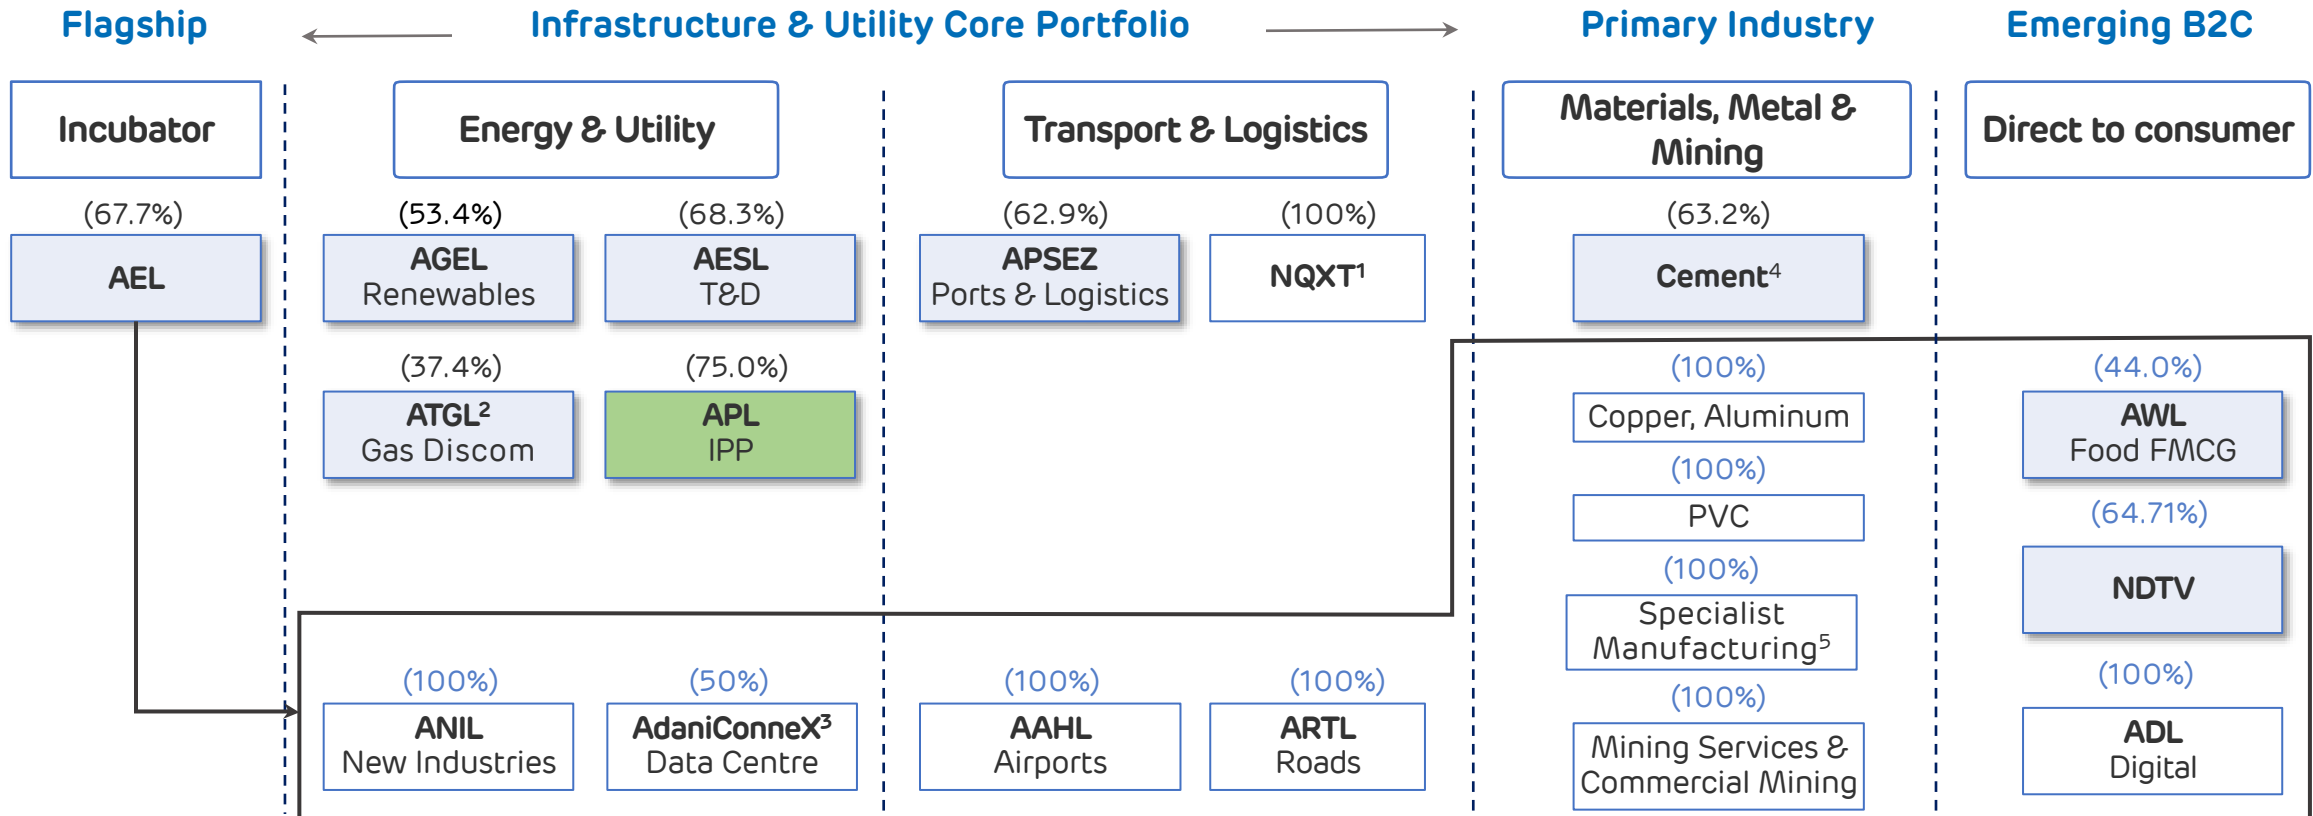 Flagship
Infrastructure & Utility Core Portfolio
Primary Industry
Emerging B2C
Incubator
Energy & Utility
Transport & Logistics
Materials, Metal &
Mining
Direct to consumer
(67.7%)
AEL
(53.4%)
AGEL
Renewables
(68.3%)
AESL
T&D
(37.4%)
ATGL²
Gas Discom
(75.0%)
APL
IPP
(62.9%)
APSEZ
Ports & Logistics
(100%)
NQXT¹
(63.2%)
Cement⁴
(100%)
Copper, Aluminum
(100%)
PVC
(100%)
Specialist
Manufacturing⁵
(100%)
Mining Services &
Commercial Mining
(44.0%)
AWL
Food FMCG
(64.71%)
NDTV
(100%)
ADL
Digital
(100%)
ANIL
New Industries
(50%)
AdaniConneX³
Data Centre
(100%)
AAHL
Airports
(100%)
ARTL
Roads